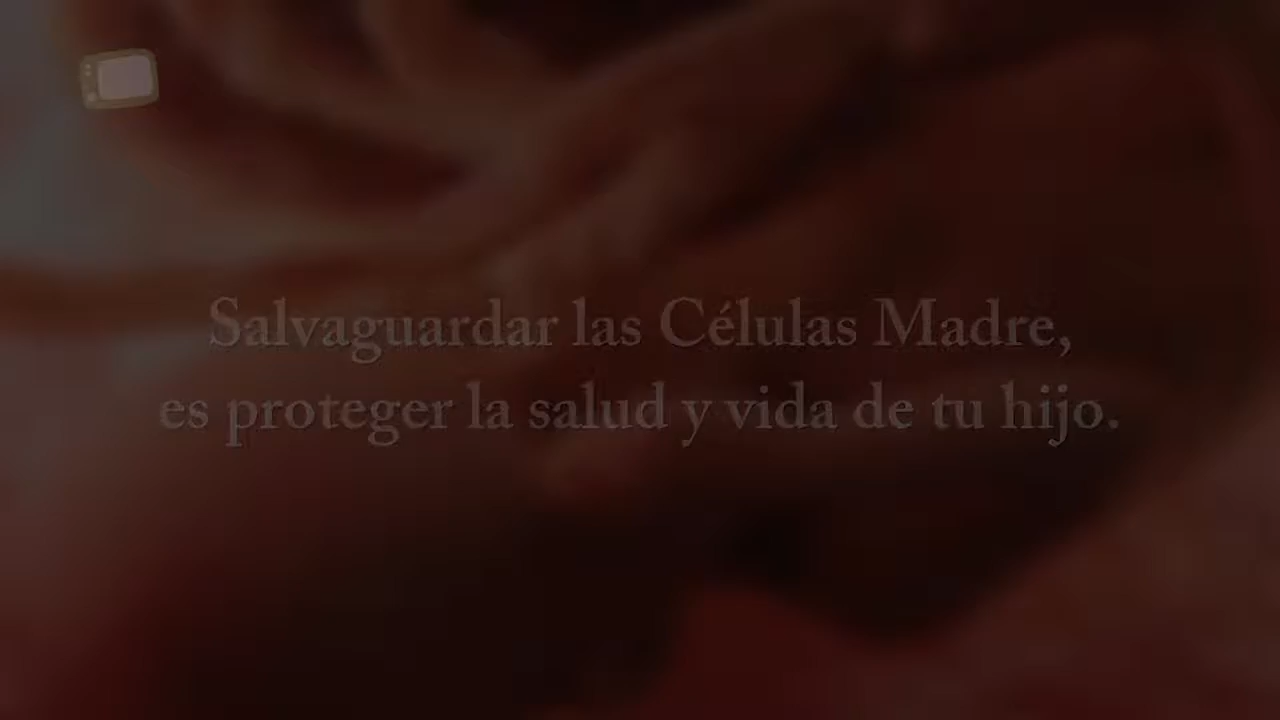 Salvaguardar las Células Madre,
es proteger la salud y vida de tu hijo.